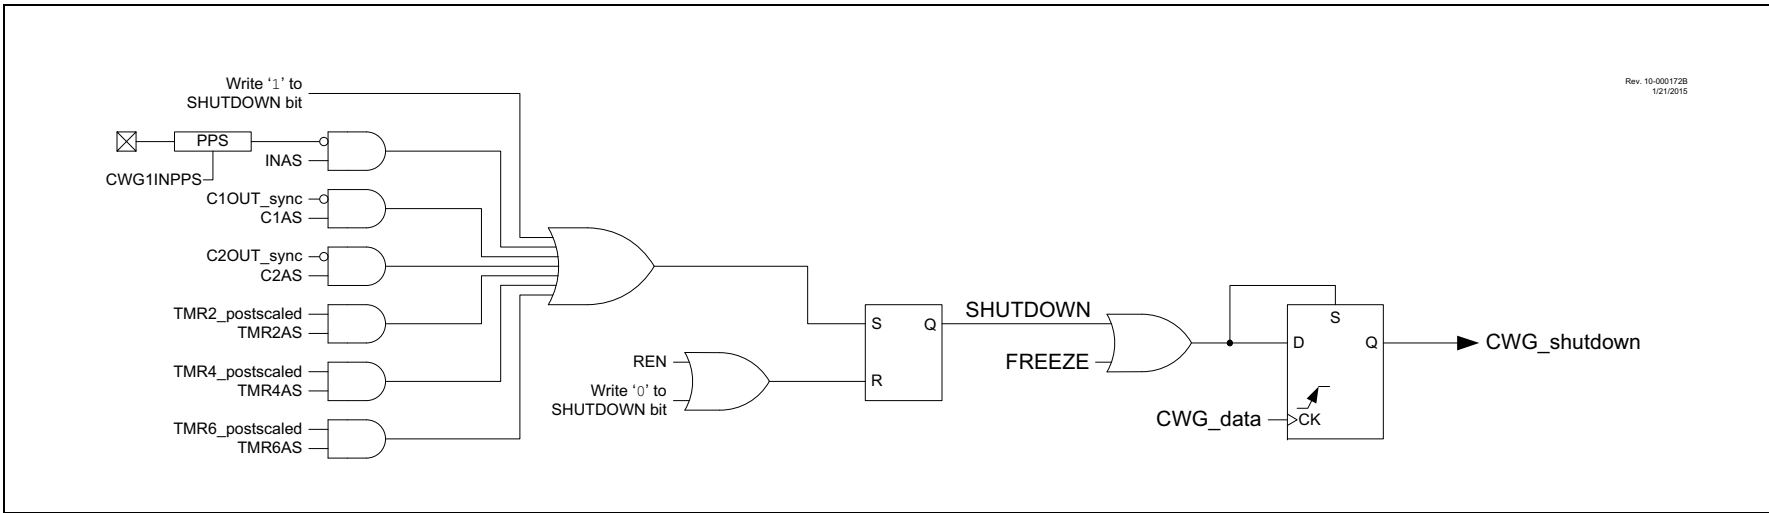 Write ‘1’ to
SHUTDOWN bit
Rev. 10-000172B
1/21/2015
PPS
INAS
CWG1INPPS
C1OUT_sync
C1AS
C2OUT_sync
C2AS
TMR2_postscaled
TMR2AS
TMR4_postscaled
TMR4AS
TMR6_postscaled
TMR6AS
REN
Write ‘0’ to
SHUTDOWN bit
S
Q
R
SHUTDOWN
FREEZE
S
D
Q
CK
CWG_data
CWG_shutdown